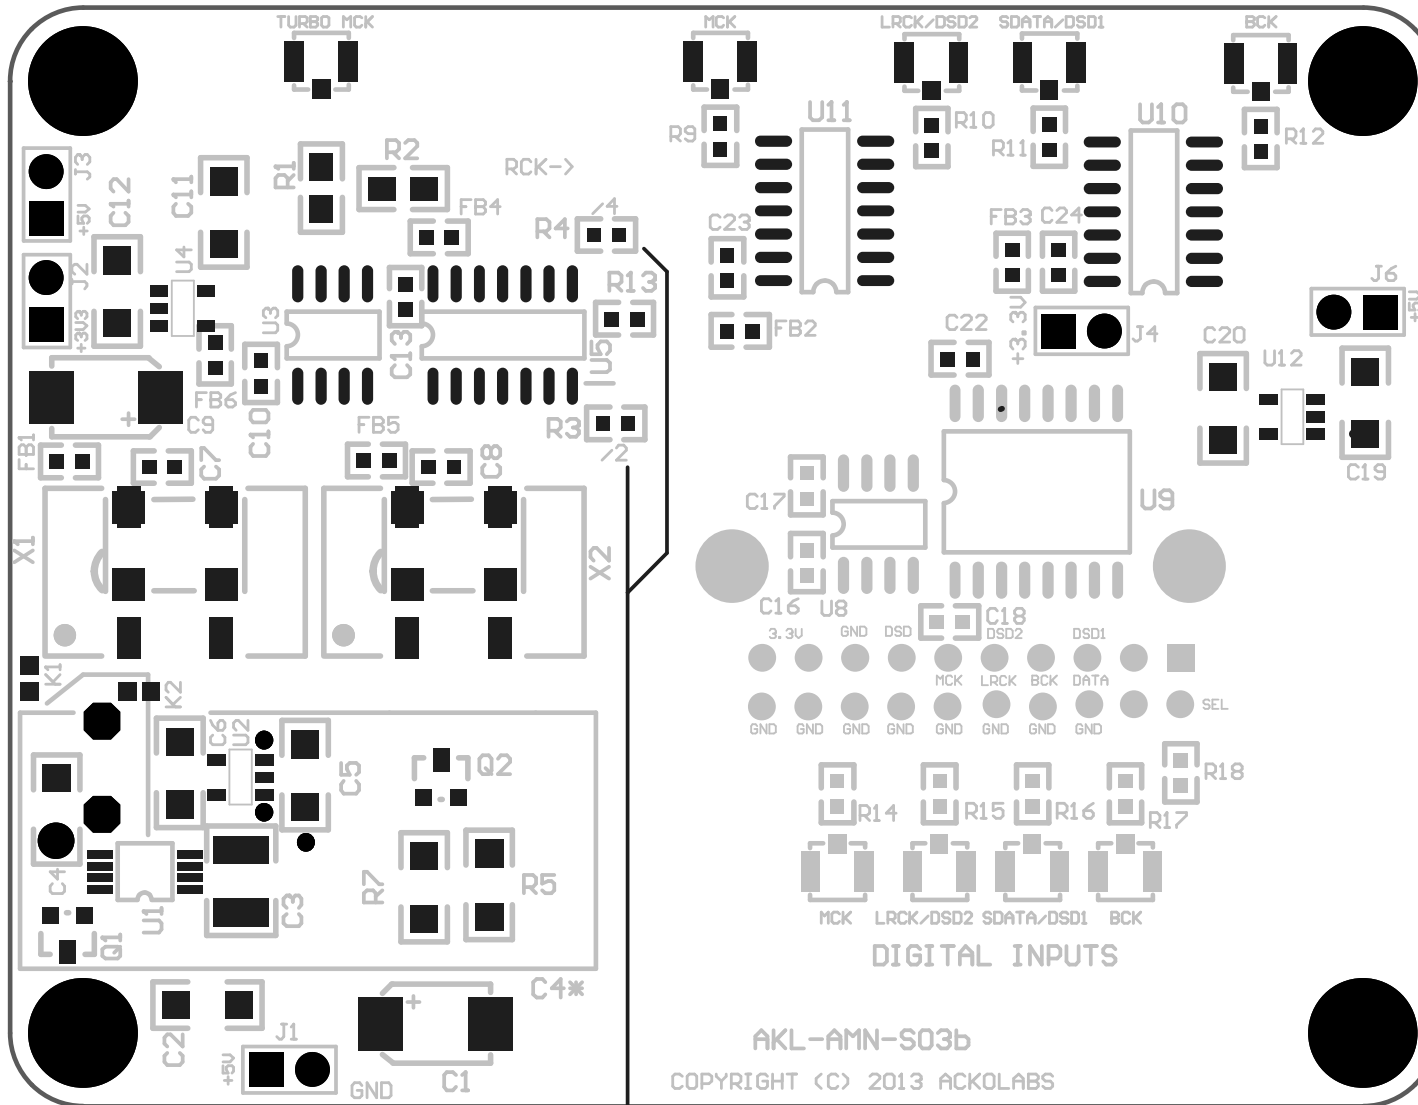 TURBO MCK
MCK
LRCK/DSD2
SDATA/DSD1
BCK
U11
U10
R9
R10
R11
R12
J3
+5V
C12
C11
R1
R2
RCK->
FB4
R4
/4
C23
FB3
C24
J2
+3V3
U4
U3
C13
U5
R13
FB2
C22
+3.3V
J4
J6
+5V
C20
U12
C19
FB6
C9
C10
FB5
R3
/2
FB1
C7
C8
C17
U9
X1
X2
C16
U8
C18
3.3V
GND
DSD
DSD2
DSD1
MCK
LRCK
BCK
DATA
SEL
GND
GND
GND
GND
GND
GND
GND
GND
K1
K2
C6
U2
C5
Q2
R18
R14
R15
R16
R17
C4
U1
C3
R7
R5
Q1
MCK
LRCK/DSD2
SDATA/DSD1
BCK
DIGITAL INPUTS
C4*
C2
J1
+5V
GND
+
C1
+
AKL-AMN-S03b
COPYRIGHT (C) 2013 ACKOLABS